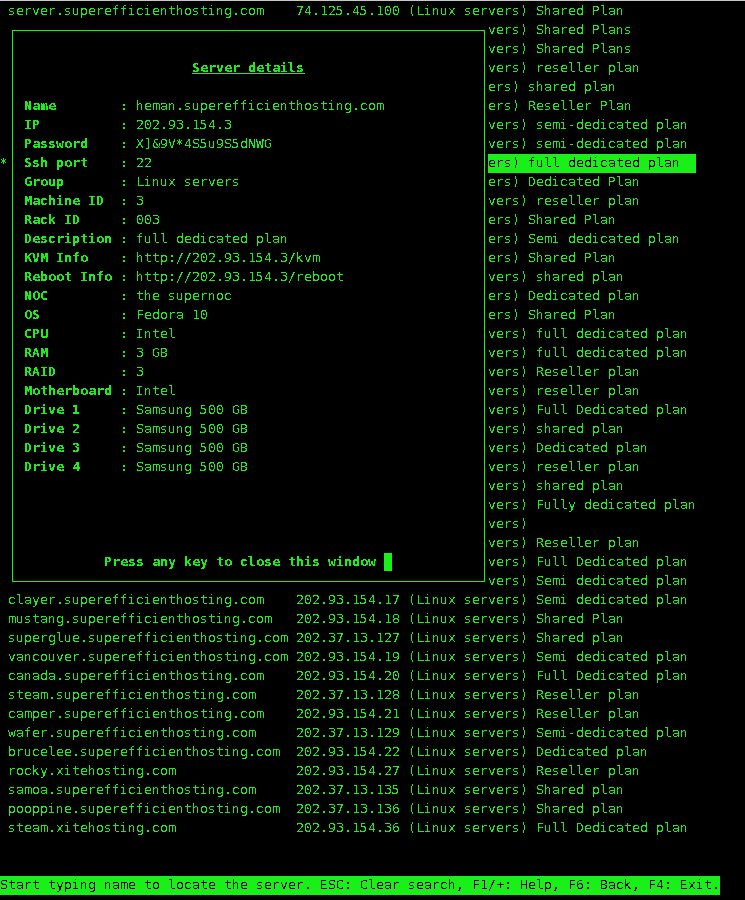 server.superefficienthosting.com 74.125.45.100 (Linux servers) Shared Plan
vers) Shared Plans
vers) Shared Plans
Server details vers) reseller plan
ers) shared plan
Name : heman.superefficienthosting.com ers) Reseller Plan
IP : 202.93.154.3 vers) semi-dedicated plan
Password : X]&9V*4S5u9S5dNWG vers) semi-dedicated plan
* Ssh port : 22 ers) full dedicated plan
Group : Linux servers ers) Dedicated Plan
Machine ID : 3 vers) reseller plan
Rack ID : 003 ers) Shared Plan
Description : full dedicated plan ers) Semi dedicated plan
KVM Info : http://202.93.154.3/kvm ers) Shared Plan
Reboot Info : http://202.93.154.3/reboot vers) shared plan
NOC : the supernoc ers) Dedicated plan
OS : Fedora 10 ers) Shared Plan
CPU : Intel vers) full dedicated plan
RAM : 3 GB vers) full dedicated plan
RAID : 3 vers) Reseller plan
Motherboard : Intel vers) reseller plan
Drive 1 : Samsung 500 GB vers) Full Dedicated plan
Drive 2 : Samsung 500 GB vers) shared plan
Drive 3 : Samsung 500 GB vers) Dedicated plan
Drive 4 : Samsung 500 GB vers) reseller plan
vers) shared plan
vers) Fully dedicated plan
vers)
vers) Reseller plan
Press any key to close this window vers) Full Dedicated plan
vers) Semi dedicated plan
clayer.superefficienthosting.com 202.93.154.17 (Linux servers) Semi dedicated plan
mustang.superefficienthosting.com 202.93.154.18 (Linux servers) Shared Plan
superglue.superefficienthosting.com 202.37.13.127 (Linux servers) Shared plan
vancouver.superefficienthosting.com 202.93.154.19 (Linux servers) Semi dedicated plan
canada.superefficienthosting.com 202.93.154.20 (Linux servers) Full Dedicated plan
steam.superefficienthosting.com 202.37.13.128 (Linux servers) Reseller plan
camper.superefficienthosting.com 202.93.154.21 (Linux servers) Reseller plan
wafer.superefficienthosting.com 202.37.13.129 (Linux servers) Semi-dedicated plan
brucelee.superefficienthosting.com 202.93.154.22 (Linux servers) Dedicated plan
rocky.xitehosting.com 202.93.154.27 (Linux servers) Reseller plan
samoa.superefficienthosting.com 202.37.13.135 (Linux servers) Shared plan
pooppine.superefficienthosting.com 202.37.13.136 (Linux servers) Shared plan
steam.xitehosting.com 202.93.154.36 (Linux servers) Full Dedicated plan
Start typing name to locate the server. ESC: Clear search, F1/+: Help, F6: Back, F4: Exit.